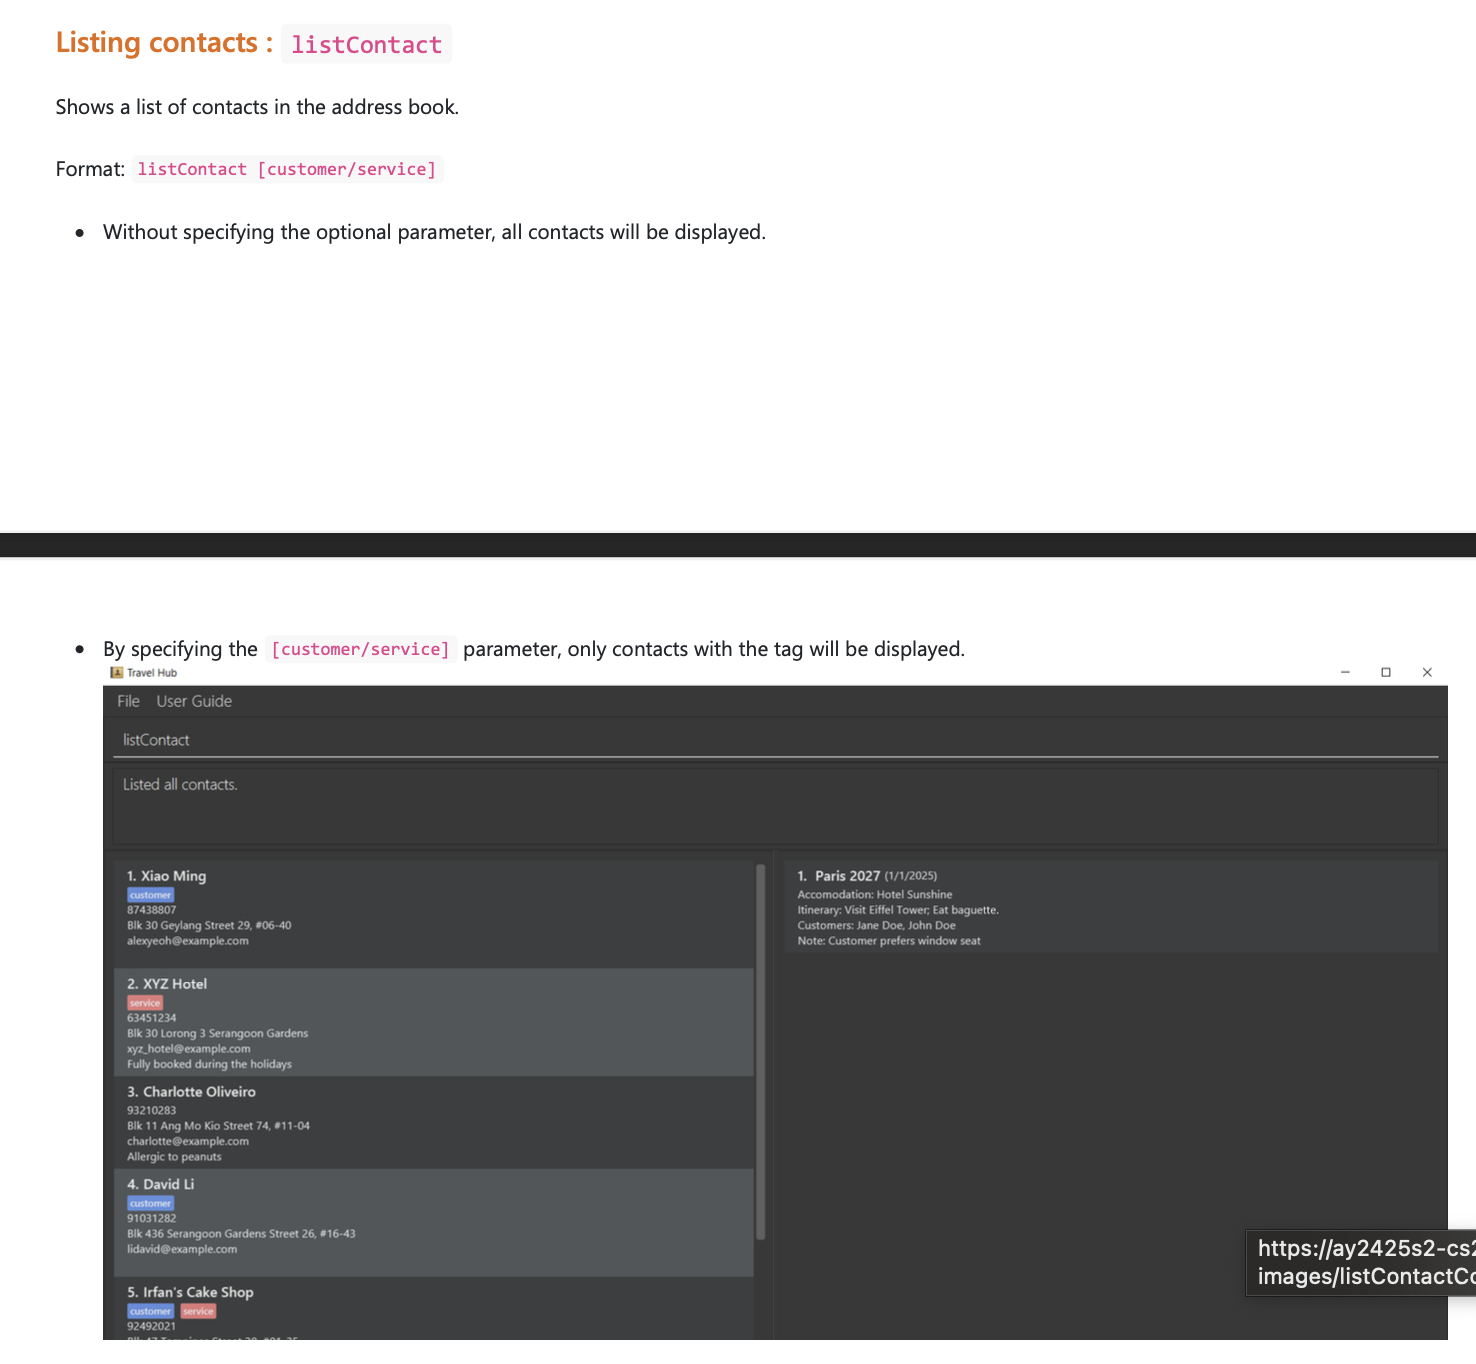 Listing contacts : listContact
Shows a list of contacts in the address book.
Format: listContact [customer/service]
• Without specifying the optional parameter, all contacts will be displayed.
• By specifying the [customer/service] parameter, only contacts with the tag will be displayed.
Travel Hub
File User Guide
listContact
Listed all contacts.
1. Xiao Ming
customer
87438807
Blk 30 Geylang Street 29, #06-40
alexyeoh@example.com
2. XYZ Hotel
service
63451234
Blk 30 Lorong 3 Serangoon Gardens
xyz_hotel@example.com
Fully booked during the holidays
3. Charlotte Oliveiro
93210283
Blk 11 Ang Mo Kio Street 74, #11-04
charlotte@example.com
Allergic to peanuts
4. David Li
customer
91031282
Blk 436 Serangoon Gardens Street 26, #16-43
lidavid@example.com
5. Irfan's Cake Shop
customer service
92492021
1. Paris 2027 (1/1/2025)
Accomodation: Hotel Sunshine
Itinerary: Visit Eiffel Tower; Eat baguette.
Customers: Jane Doe, John Doe
Note: Customer prefers window seat
https://ay2425s2-cs2
images/listContactCo